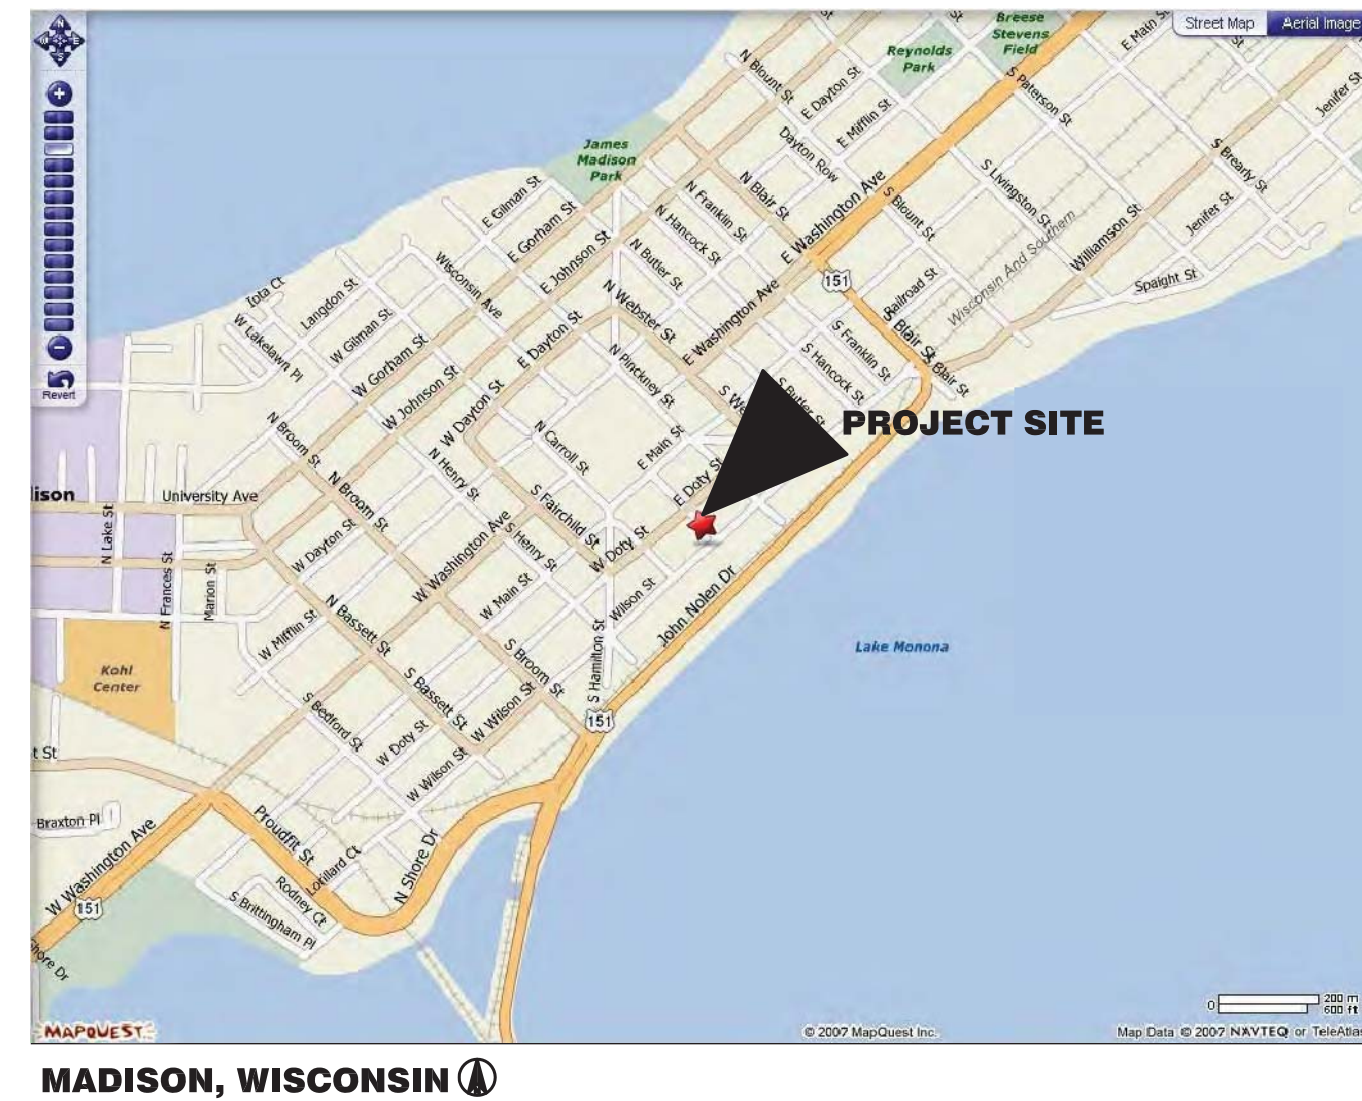 N
S
Revert
Street Map
Aerial Image
Breese
Stevens
Field
Reynolds
Park
E Main St
Jenifer St
N Blount St
E Dayton St
E Mifflin St
Dayton Row
S Paterson St
S Brearly St
James
Madison
Park
E Gilman St
E Gorham St
E Johnson St
N Franklin St
N Blair St
N Hancock St
N Butler St
E Washington Ave
S Blount St
S Livingston St
Wisconsin And Southern
Williamson St
Jenifer St
Spaight St
Wisconsin Ave
Iota Ct
Langdon St
W Lakelawn Pl
W Gilman St
W Gorham St
W Johnson St
E Dayton St
N Webster St
E Washington Ave
151
Railroad St
S Blair St
S Blair St
S Franklin St
S Hancock St
S Butler St
S We
N Pinckney St
W Dayton St
N Broom St
N Carroll St
E Main St
E Doty St
PROJECT SITE
N Henry St
N Broom St
S Fairchild St
W Doty St
S Henry St
W Washington Ave
ison
University Ave
N Lake St
N Frances St
Marion St
W Dayton St
W Mifflin St
N Bassett St
W Main St
Wilson St
John Nolen Dr
Lake Monona
S Hamilton St
S Broom St
S Bassett St
W Wilson St
151
Kohl
Center
S Bedford St
W Doty St
W Wilson St
t St
Braxton Pl
W Washington Ave
151
Proudfit St
Lorillard Ct
Rodney Ct
N Shore Dr
S Brittingham Pl
hore Dr
MAPQUEST
© 2007 MapQuest Inc.
0
200 m
600 ft
Map Data © 2007 NAVTEQ or TeleAtlas
MADISON, WISCONSIN